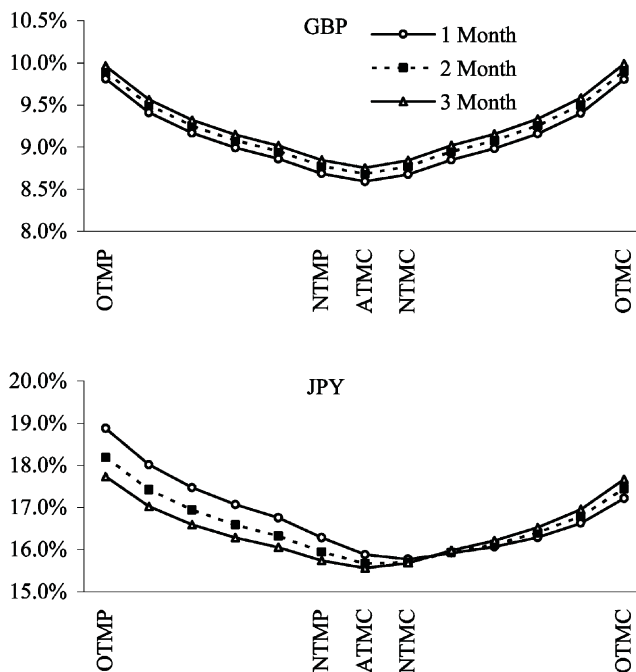 GBP
1 Month
2 Month
3 Month
10.5%
10.0%
9.5%
9.0%
8.5%
8.0%
OTMP
NTMP
ATMC
NTMC
OTMC
JPY
20.0%
19.0%
18.0%
17.0%
16.0%
15.0%
OTMP
NTMP
ATMC
NTMC
OTMC